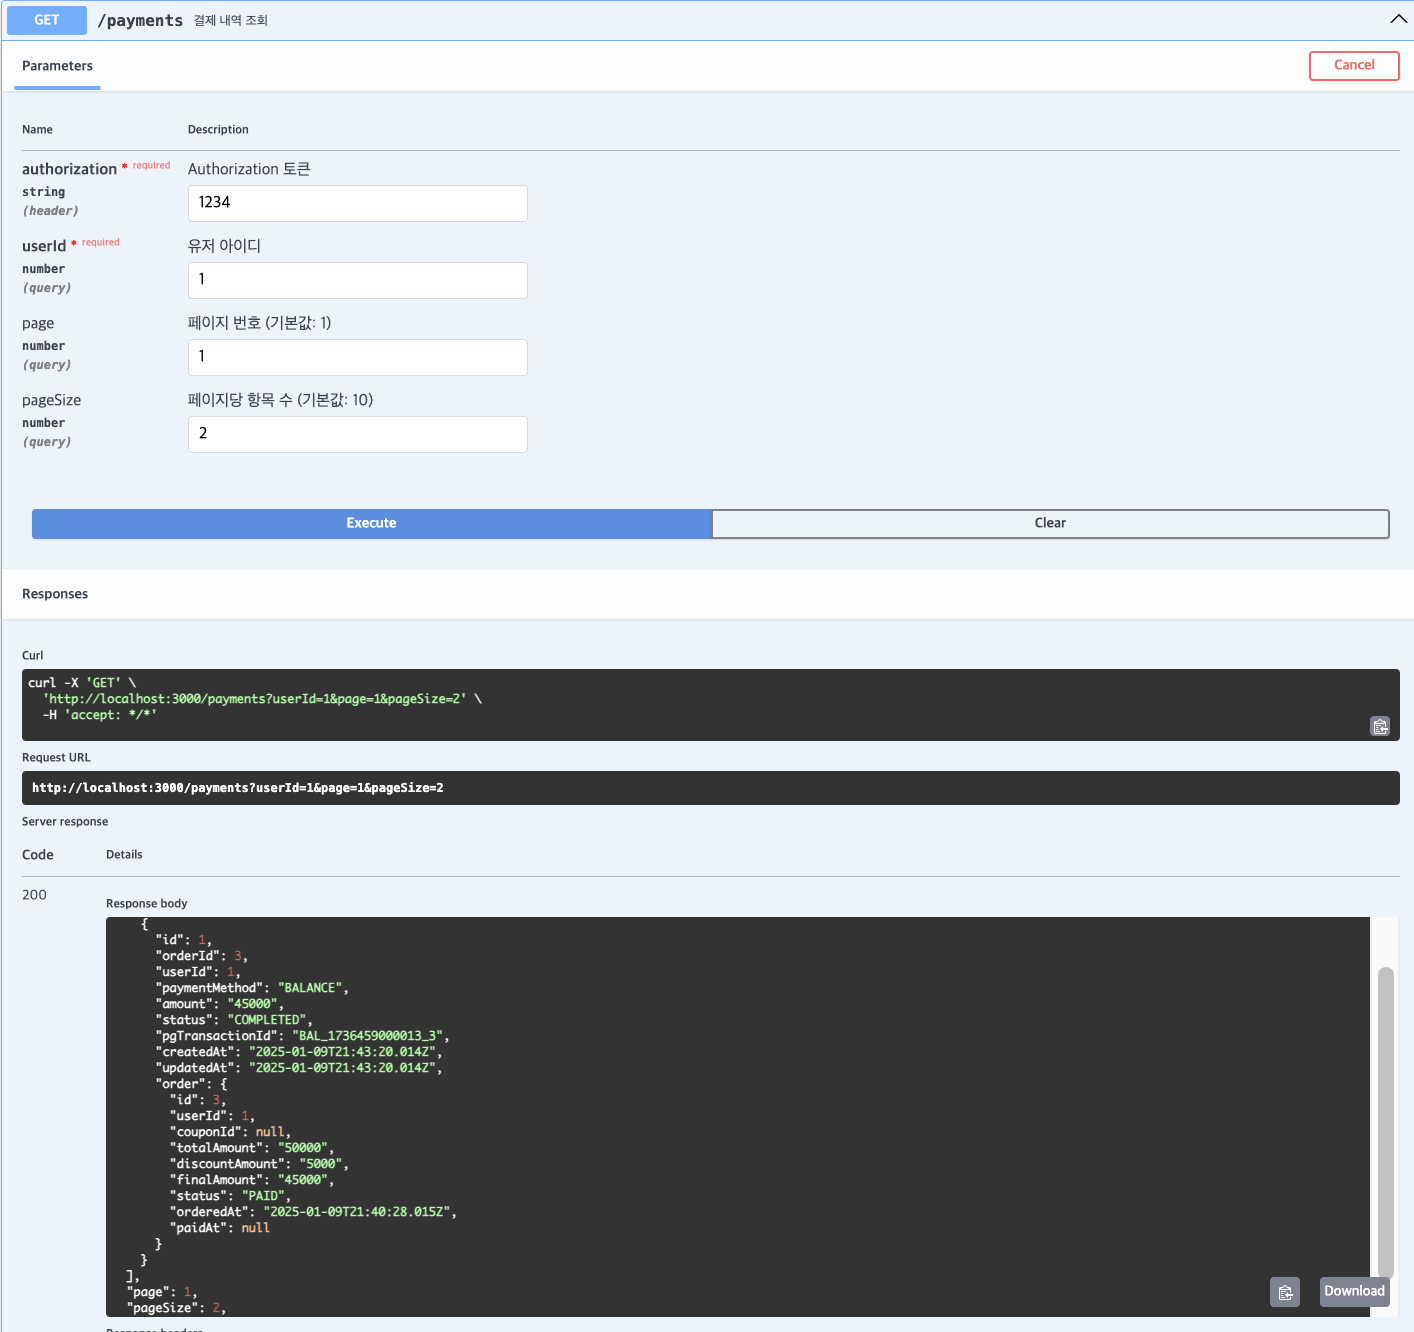 GET /payments 결제 내역 조회
Parameters
Cancel
Name Description
authorization * required
string
(header)
Authorization 토큰
1234
userId * required
number
(query)
유저 아이디
1
page
number
(query)
페이지 번호 (기본값: 1)
1
pageSize
number
(query)
페이지당 항목 수 (기본값: 10)
2
Execute
Clear
Responses
Curl
curl -X 'GET' \
'http://localhost:3000/payments?userId=1&page=1&pageSize=2' \
-H 'accept: */*'
Request URL
http://localhost:3000/payments?userId=1&page=1&pageSize=2
Server response
Code Details
200
Response body
{
"id": 1,
"orderId": 3,
"userId": 1,
"paymentMethod": "BALANCE",
"amount": "45000",
"status": "COMPLETED",
"pgTransactionId": "BAL_1736459000013_3",
"createdAt": "2025-01-09T21:43:20.014Z",
"updatedAt": "2025-01-09T21:43:20.014Z",
"order": {
"id": 3,
"userId": 1,
"couponId": null,
"totalAmount": "50000",
"discountAmount": "5000",
"finalAmount": "45000",
"status": "PAID",
"orderedAt": "2025-01-09T21:40:28.015Z",
"paidAt": null
}
}
],
"page": 1,
"pageSize": 2,
Download
Response headers